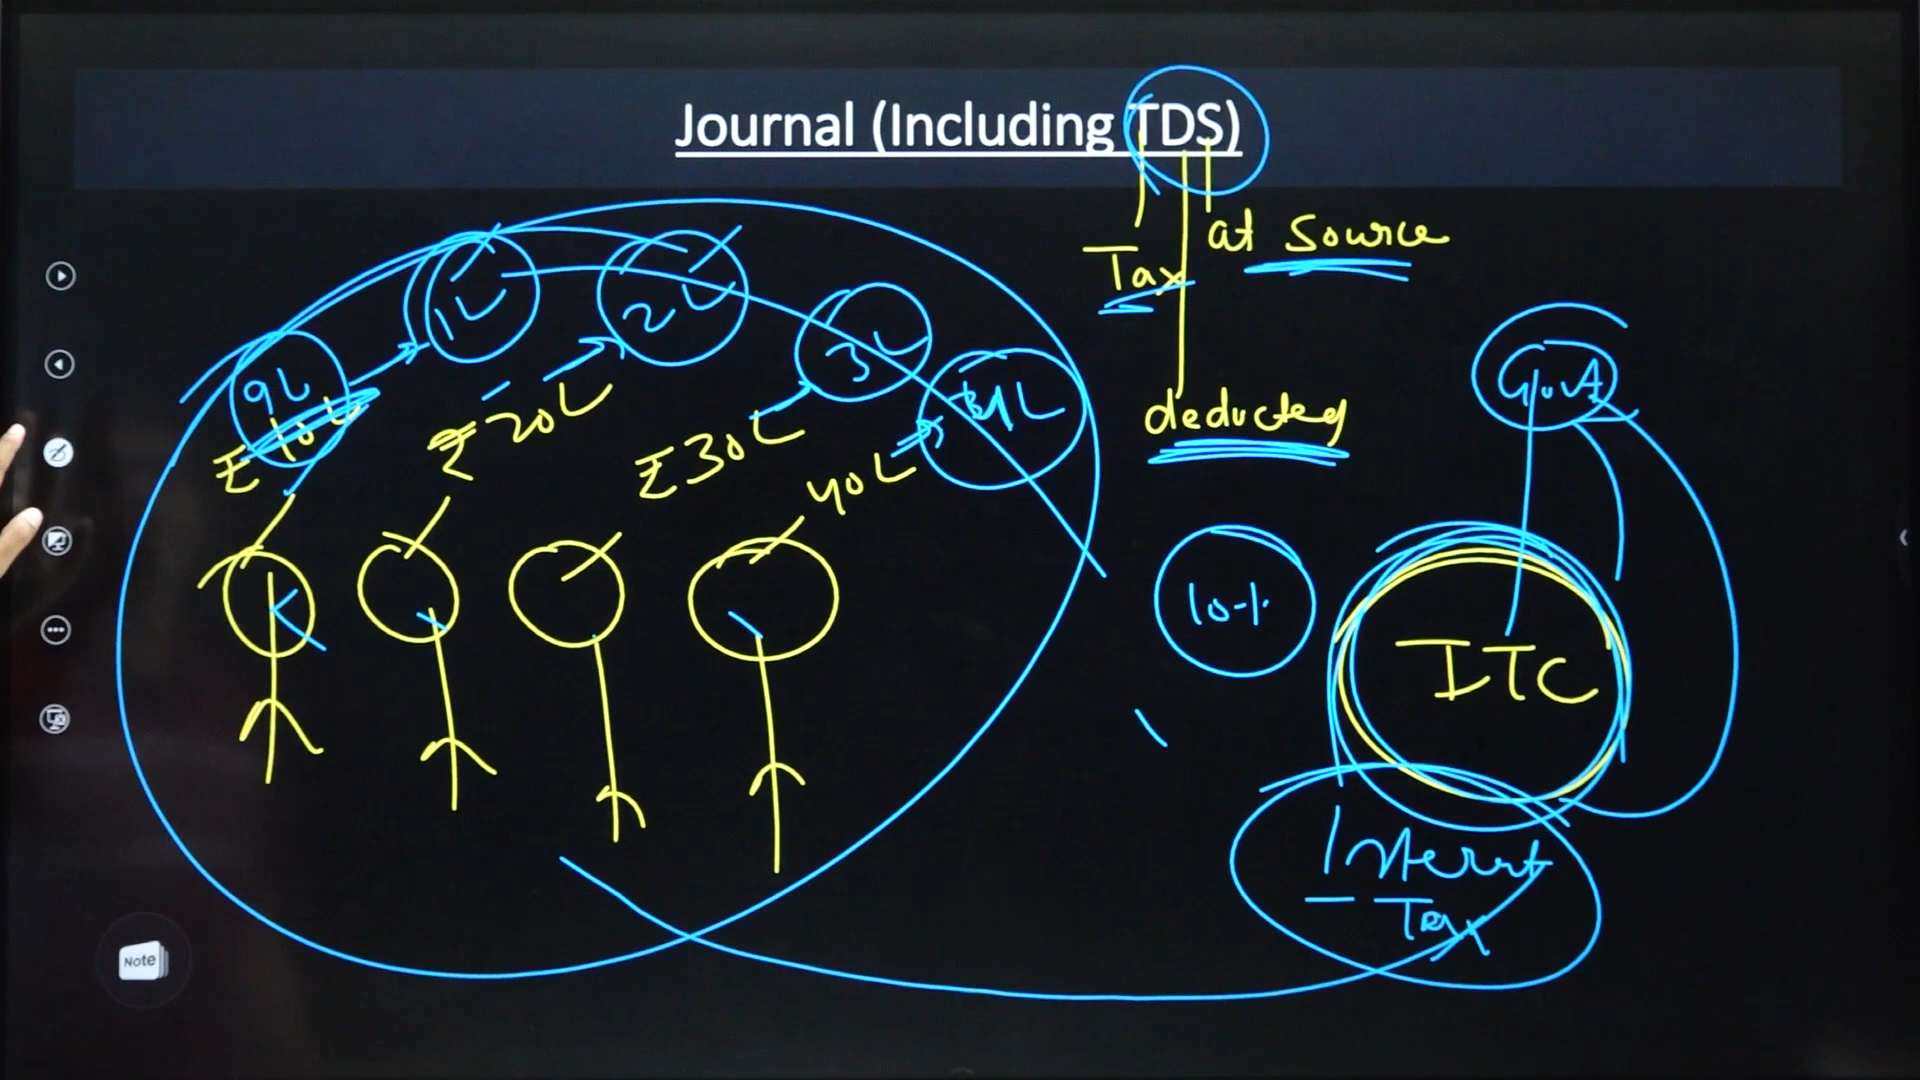 Journal (Including TDS)
Tax
at Source
deducted
9L
1L
2L
3L
4L
₹10L
₹20L
₹30L
40L
Govt
10%
ITC
Interest
Tax
Note